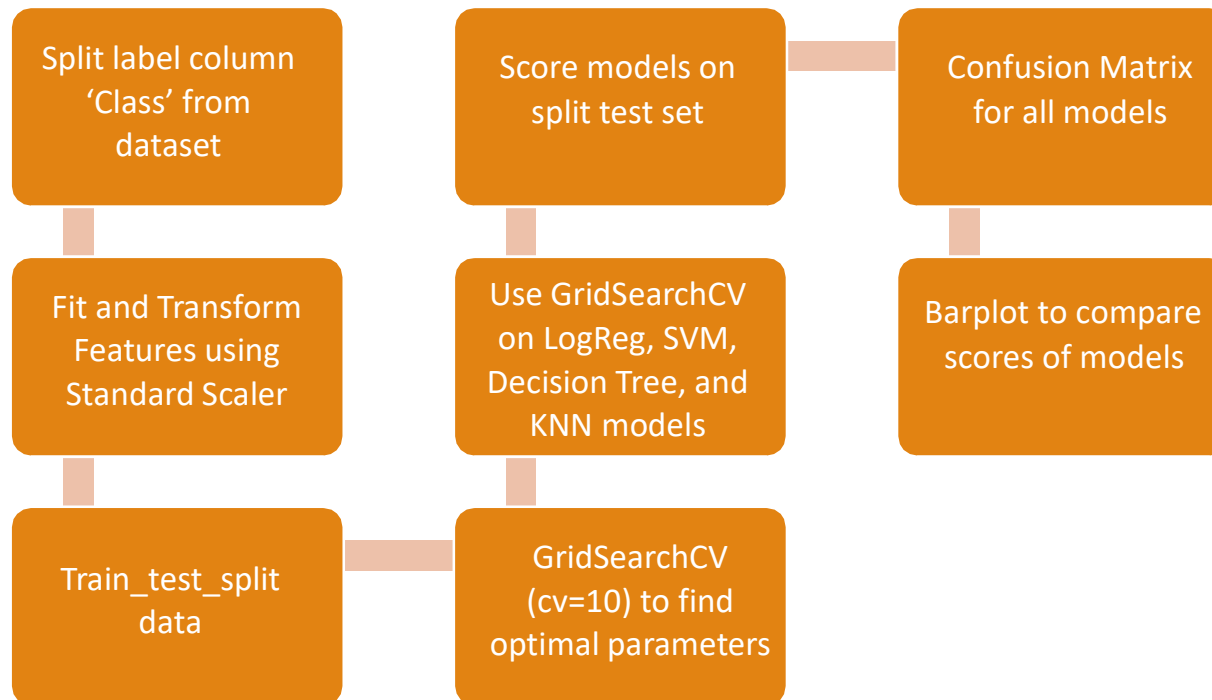 Split label column
‘Class’ from
dataset
Fit and Transform
Features using
Standard Scaler
Train_test_split
data
GridSearchCV
(cv=10) to find
optimal parameters
Use GridSearchCV
on LogReg, SVM,
Decision Tree, and
KNN models
Score models on
split test set
Confusion Matrix
for all models
Barplot to compare
scores of models